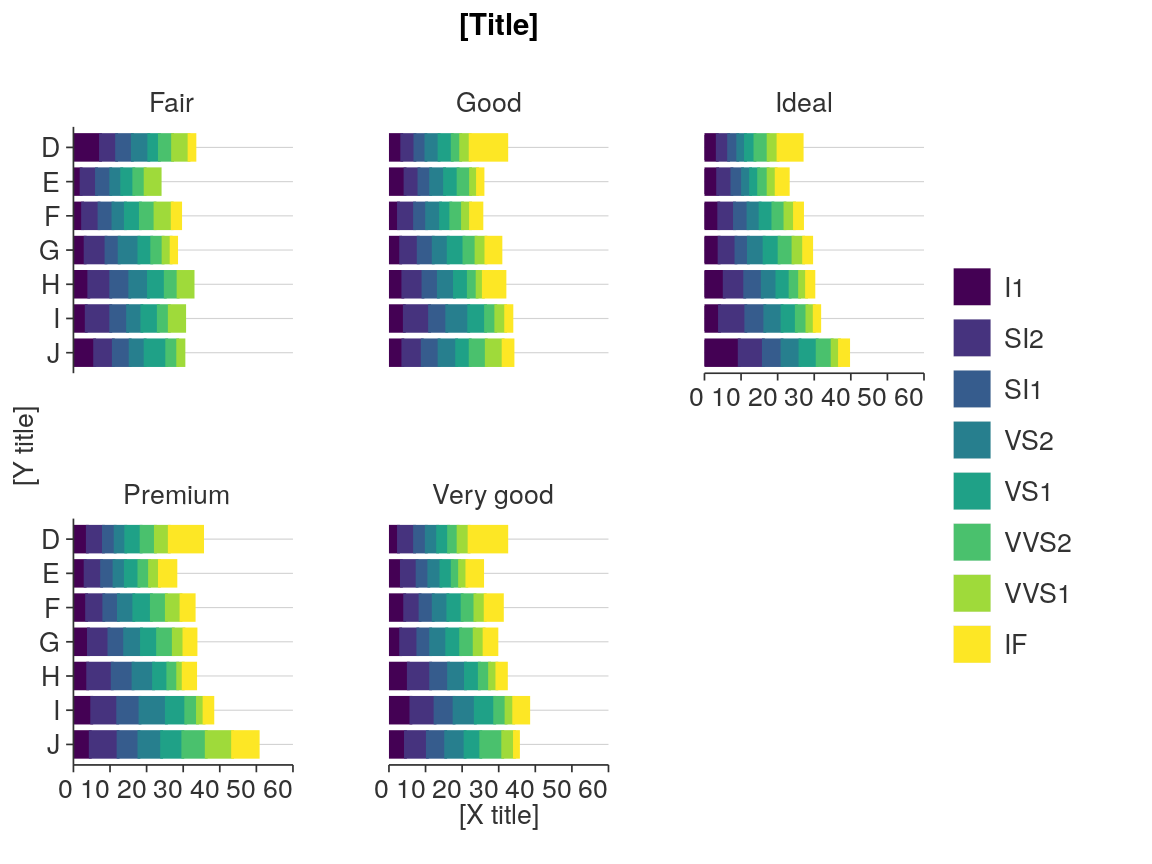 [Title]
Fair
Good
Ideal
D
E
F
G
H
I
J
0 10 20 30 40 50 60
[Y title]
Premium
Very good
D
E
F
G
H
I
J
0 10 20 30 40 50 60
0 10 20 30 40 50 60
[X title]
I1
SI2
SI1
VS2
VS1
VVS2
VVS1
IF